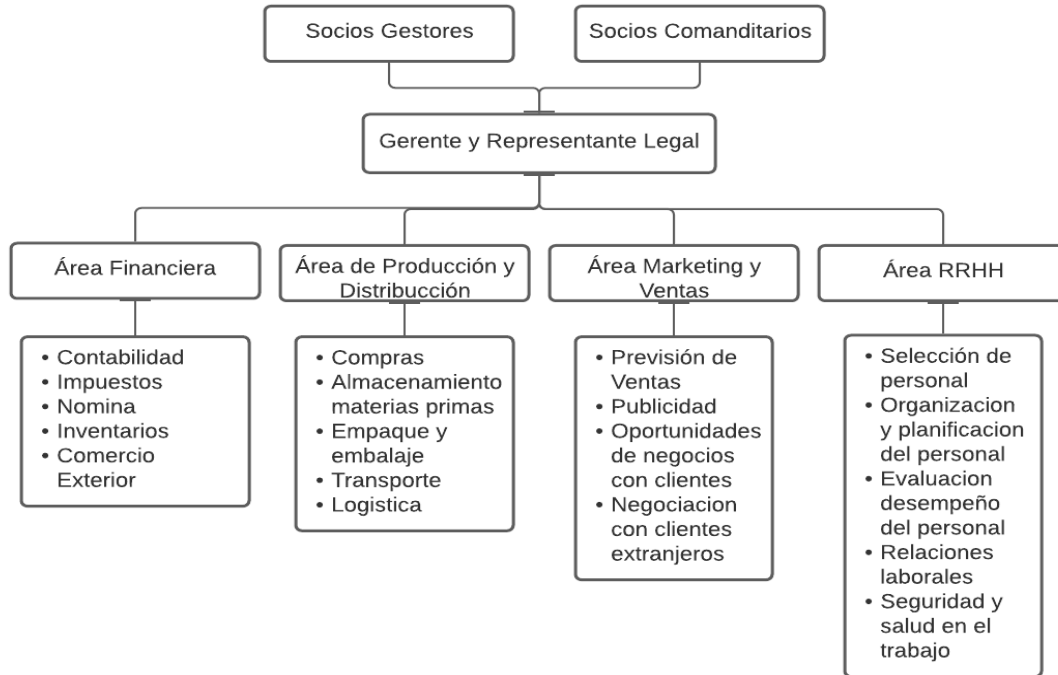 Socios Gestores
Socios Comanditarios
Gerente y Representante Legal
Área Financiera
Área de Producción y
Distribucción
Área Marketing y
Ventas
Área RRHH
• Contabilidad
• Impuestos
• Nomina
• Inventarios
• Comercio
Exterior
• Compras
• Almacenamiento
materias primas
• Empaque y
embalaje
• Transporte
• Logistica
• Previsión de
Ventas
• Publicidad
• Oportunidades
de negocios
con clientes
• Negociacion
con clientes
extranjeros
• Selección de
personal
• Organizacion
y planificacion
del personal
• Evaluacion
desempeño
del personal
• Relaciones
laborales
• Seguridad y
salud en el
trabajo